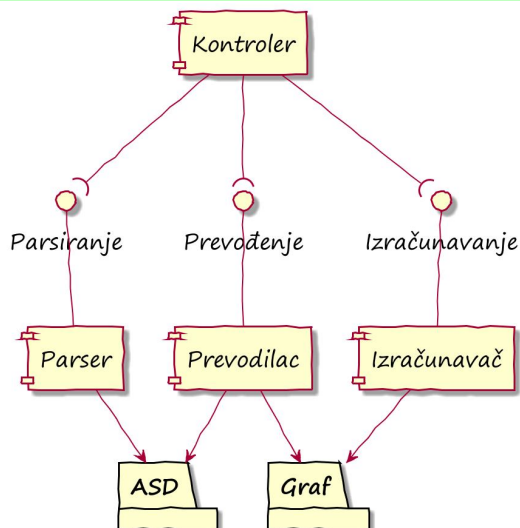 Kontroler
Parsiranje
Prevođenje
Izračunavanje
Parser
Prevodilac
Izračunavač
ASD
Graf